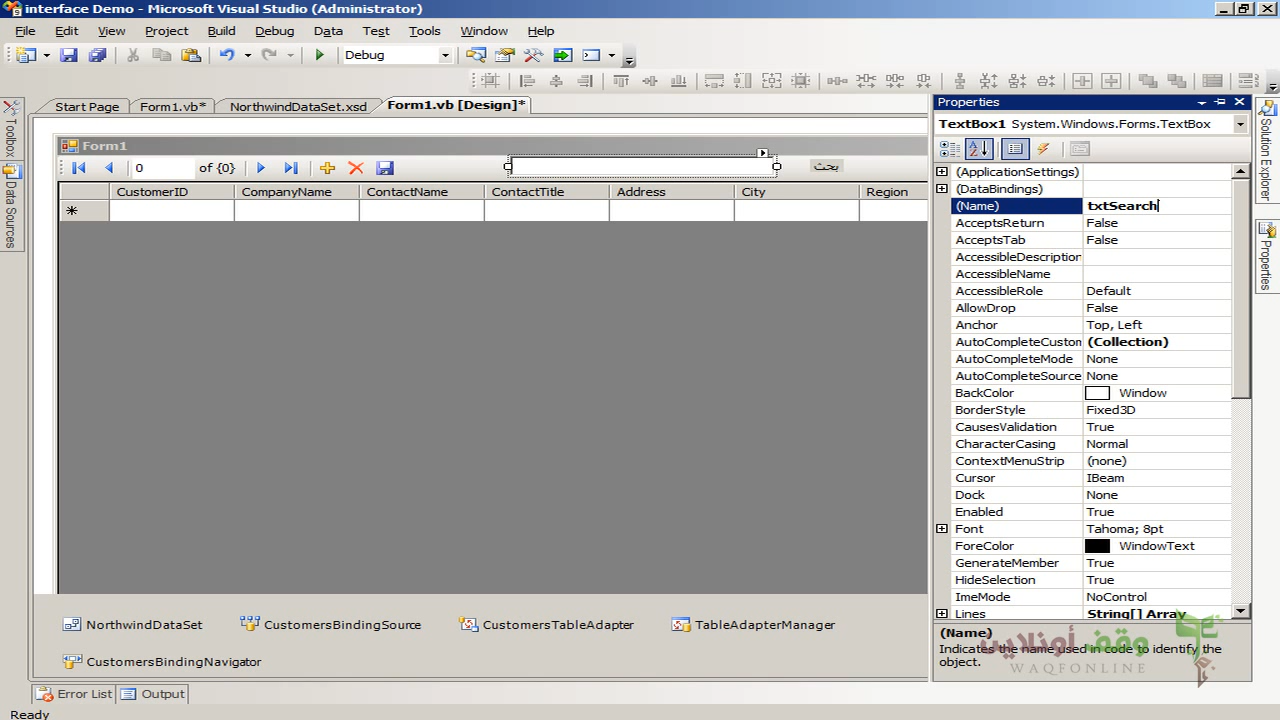 interface Demo - Microsoft Visual Studio (Administrator)
File Edit View Project Build Debug Data Test Tools Window Help
Debug
Start Page Form1.vb* NorthwindDataSet.xsd Form1.vb [Design]*
Toolbox
Data Sources
Form1
0 of {0} بحث
CustomerID CompanyName ContactName ContactTitle Address City Region
NorthwindDataSet CustomersBindingSource CustomersTableAdapter TableAdapterManager
CustomersBindingNavigator
Properties
TextBox1 System.Windows.Forms.TextBox
(ApplicationSettings)
(DataBindings)
(Name) txtSearch
AcceptsReturn False
AcceptsTab False
AccessibleDescription
AccessibleName
AccessibleRole Default
AllowDrop False
Anchor Top, Left
AutoCompleteCustom (Collection)
AutoCompleteMode None
AutoCompleteSource None
BackColor Window
BorderStyle Fixed3D
CausesValidation True
CharacterCasing Normal
ContextMenuStrip (none)
Cursor IBeam
Dock None
Enabled True
Font Tahoma; 8pt
ForeColor WindowText
GenerateMember True
HideSelection True
ImeMode NoControl
Lines String[] Array
(Name)
Indicates the name used in code to identify the
object.
وقف أونلاين
WAQFONLINE
Solution Explorer
Properties
Error List Output
Ready